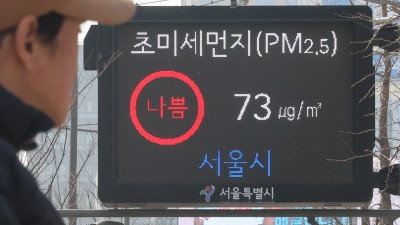 초미세먼지(PM2.5)
나쁨 73 µg/㎥
서울시
서울특별시